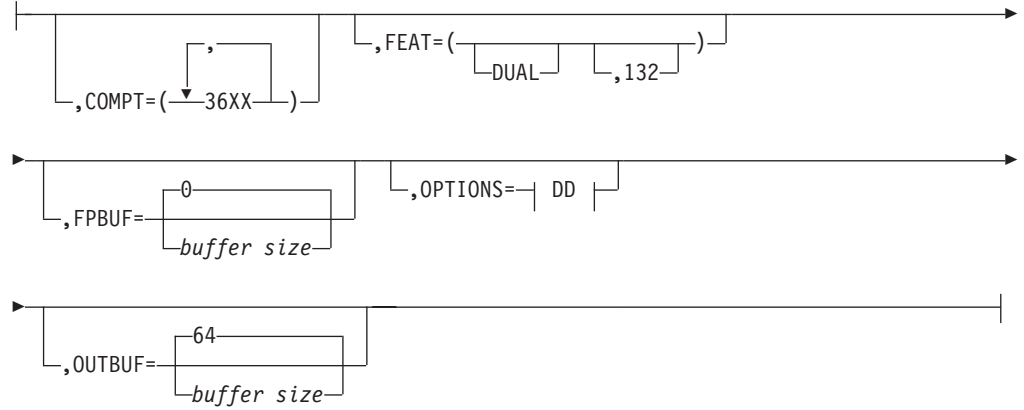 ,
,FEAT=( DUAL ,132 )
,COMPT=( 36XX )
0
,FPBUF= buffer size
,OPTIONS= DD
64
,OUTBUF= buffer size